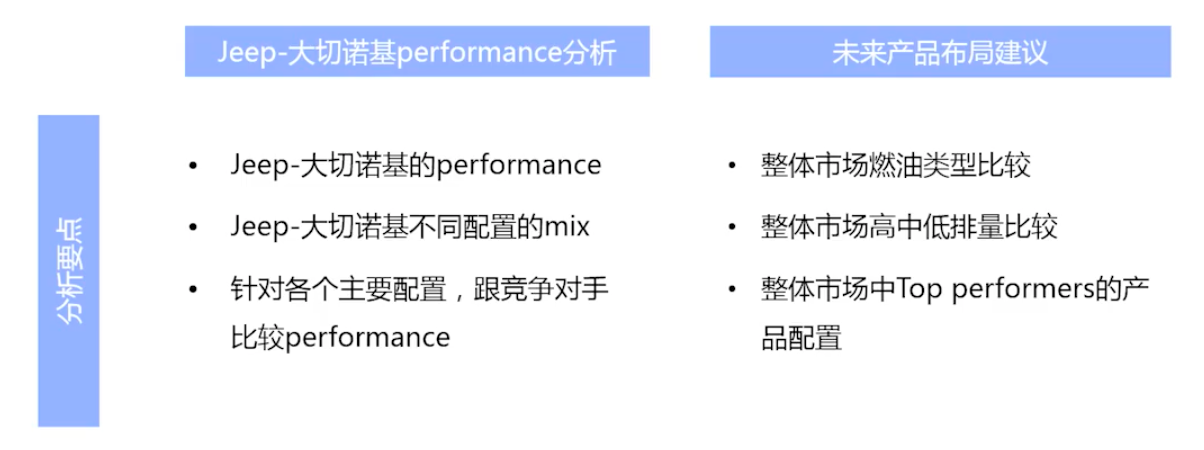 Jeep-大切诺基performance分析
未来产品布局建议
分析要点
• Jeep-大切诺基的performance
• Jeep-大切诺基不同配置的mix
• 针对各个主要配置，跟竞争对手
比较performance
• 整体市场燃油类型比较
• 整体市场高中低排量比较
• 整体市场中Top performers的产
品配置